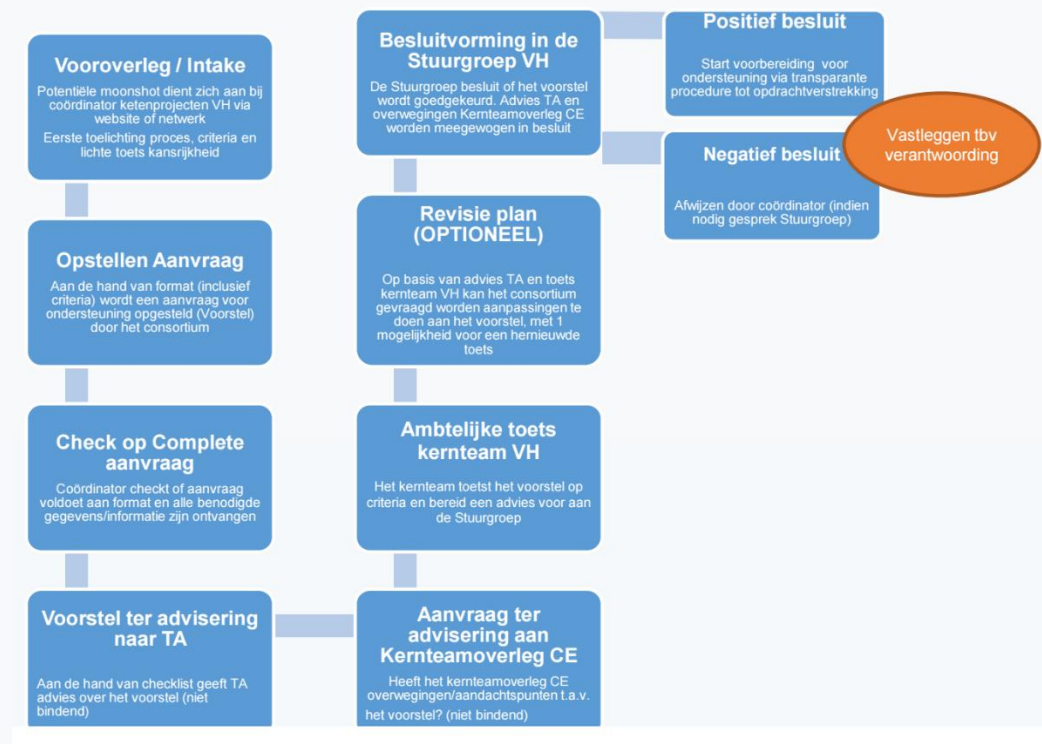 Vooroverleg / Intake
Potentiële moonshot dient zich aan bij
coördinator ketenprojecten VH via
website of netwerk
Eerste toelichting proces, criteria en
lichte toets kansrijkheid
Opstellen Aanvraag
Aan de hand van format (inclusief
criteria) wordt een aanvraag voor
ondersteuning opgesteld (Voorstel)
door het consortium
Check op Complete
aanvraag
Coördinator checkt of aanvraag
voldoet aan format en alle benodigde
gegevens/informatie zijn ontvangen
Voorstel ter advisering
naar TA
Aan de hand van checklist geeft TA
advies over het voorstel (niet
bindend)
Aanvraag ter
advisering aan
Kernteamoverleg CE
Heeft het kernteamoverleg CE
overwegingen/aandachtspunten t.a.v.
het voorstel? (niet bindend)
Ambtelijke toets
kernteam VH
Het kernteam toetst het voorstel op
criteria en bereid een advies voor aan
de Stuurgroep
Revisie plan
(OPTIONEEL)
Op basis van advies TA en toets
kernteam VH kan het consortium
gevraagd worden aanpassingen te
doen aan het voorstel, met 1
mogelijkheid voor een hernieuwde
toets
Besluitvorming in de
Stuurgroep VH
De Stuurgroep besluit of het voorstel
wordt goedgekeurd. Advies TA en
overwegingen Kernteamoverleg CE
worden meegewogen in besluit
Positief besluit
Start voorbereiding voor
ondersteuning via transparante
procedure tot opdrachtverstrekking
Negatief besluit
Afwijzen door coördinator (indien
nodig gesprek Stuurgroep)
Vastleggen tbv
verantwoording